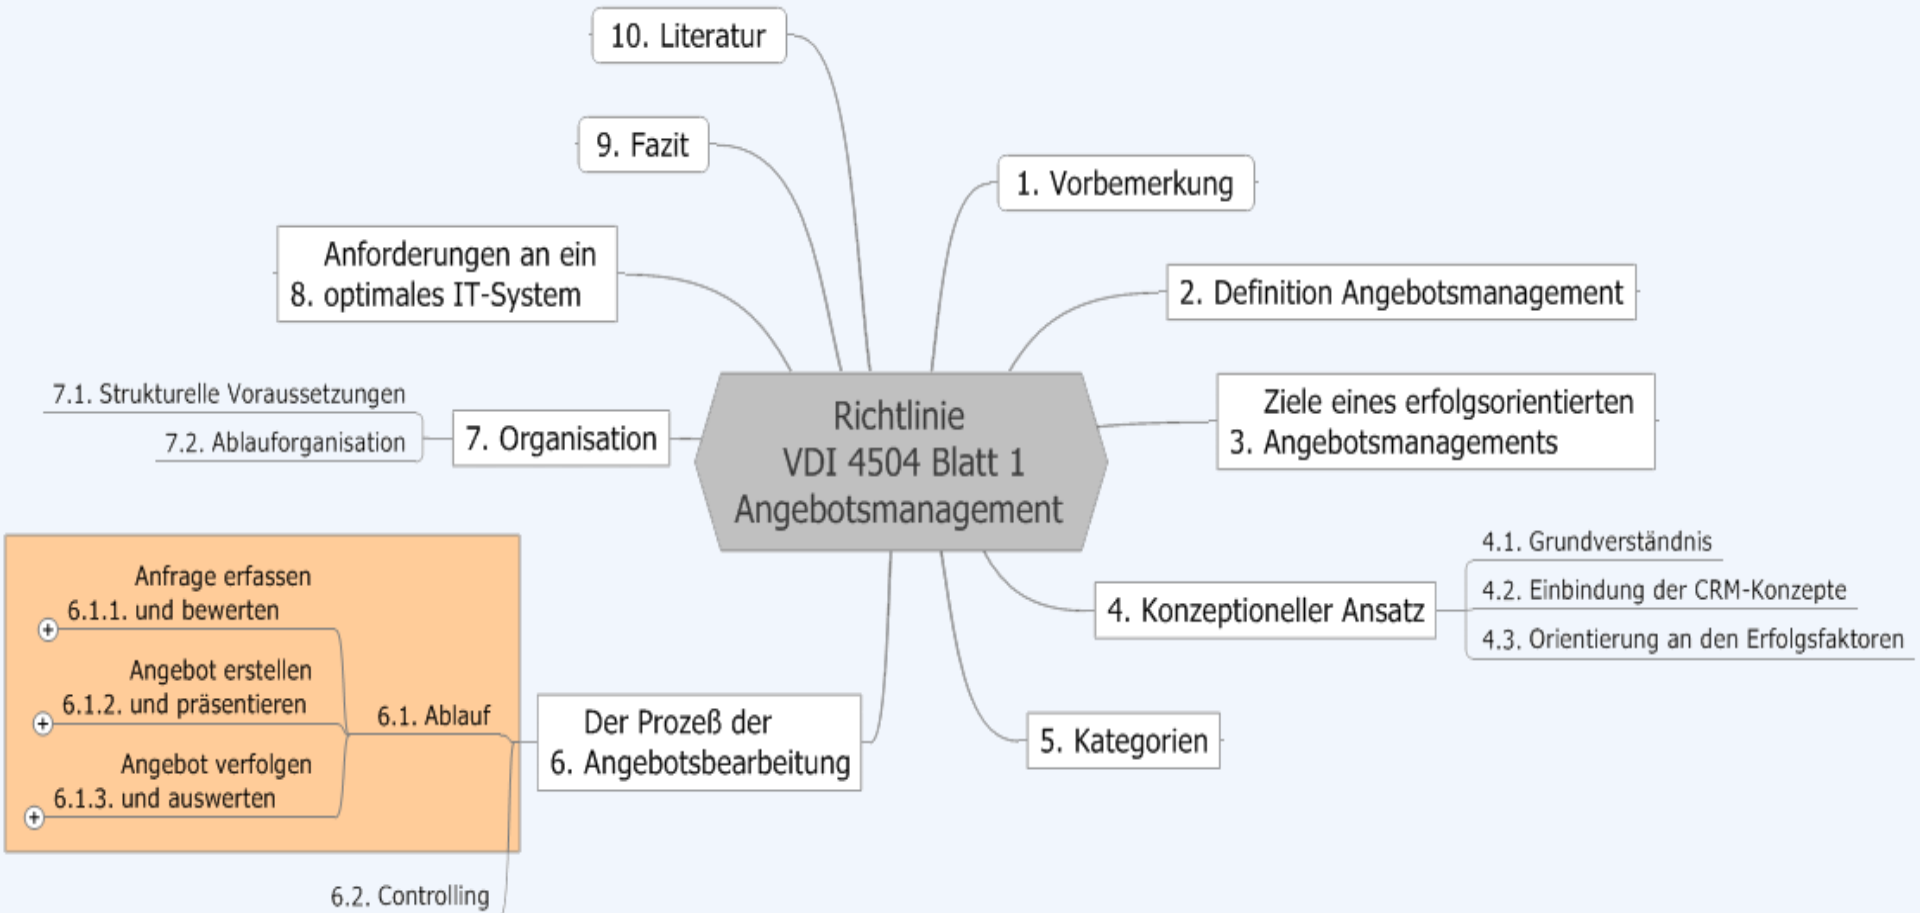 Richtlinie
VDI 4504 Blatt 1
Angebotsmanagement
1. Vorbemerkung
2. Definition Angebotsmanagement
Ziele eines erfolgsorientierten
3. Angebotsmanagements
4. Konzeptioneller Ansatz
4.1. Grundverständnis
4.2. Einbindung der CRM-Konzepte
4.3. Orientierung an den Erfolgsfaktoren
5. Kategorien
Der Prozeß der
6. Angebotsbearbeitung
6.1. Ablauf
Anfrage erfassen
6.1.1. und bewerten
Angebot erstellen
6.1.2. und präsentieren
Angebot verfolgen
6.1.3. und auswerten
6.2. Controlling
7. Organisation
7.1. Strukturelle Voraussetzungen
7.2. Ablauforganisation
Anforderungen an ein
8. optimales IT-System
9. Fazit
10. Literatur